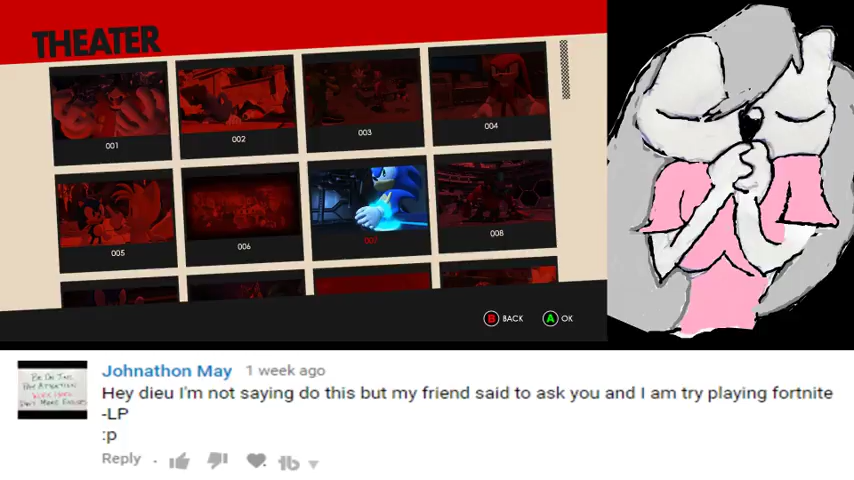 THEATER
001
002
003
004
005
006
007
008
B BACK
A OK
Johnathon May 1 week ago
Hey dieu I'm not saying do this but my friend said to ask you and I am try playing fortnite
-LP
:p
Reply